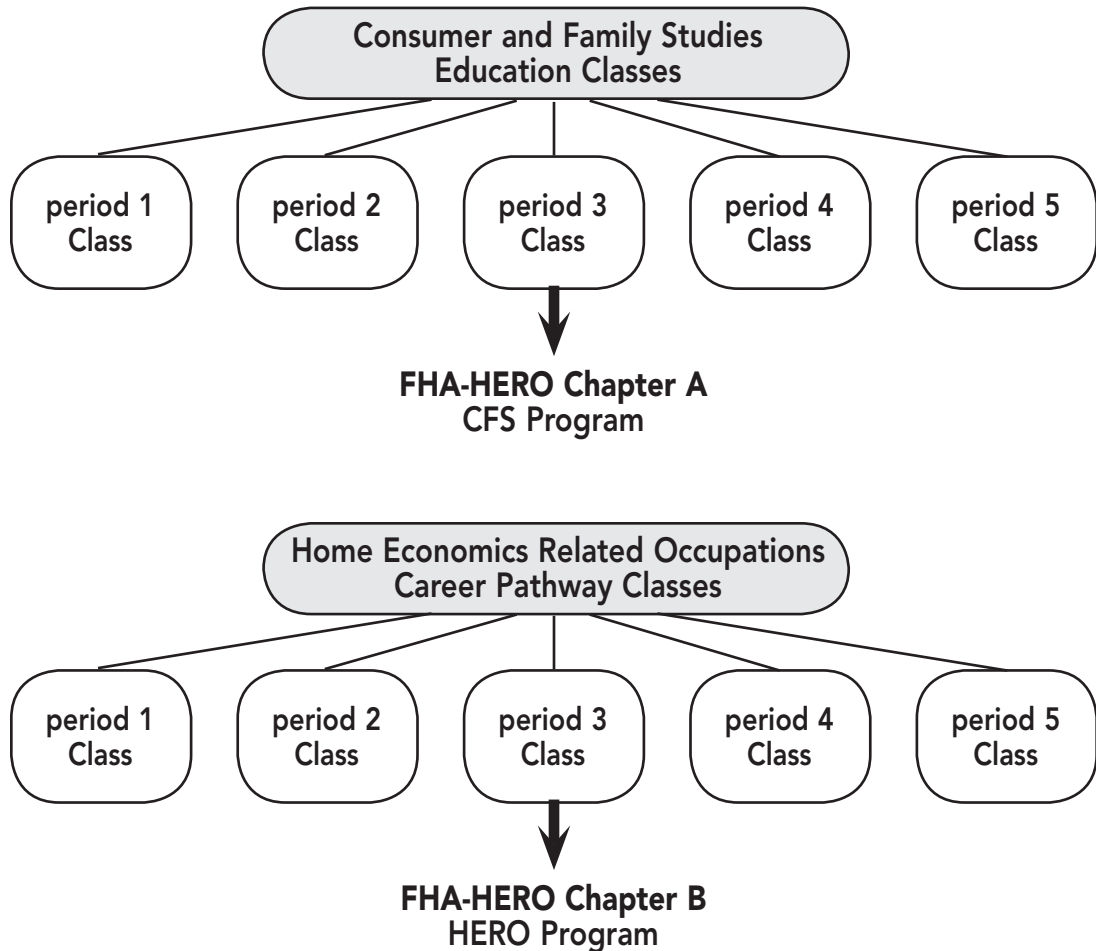 Consumer and Family Studies
Education Classes
period 1
Class
period 2
Class
period 3
Class
period 4
Class
period 5
Class
FHA-HERO Chapter A
CFS Program
Home Economics Related Occupations
Career Pathway Classes
period 1
Class
period 2
Class
period 3
Class
period 4
Class
period 5
Class
FHA-HERO Chapter B
HERO Program